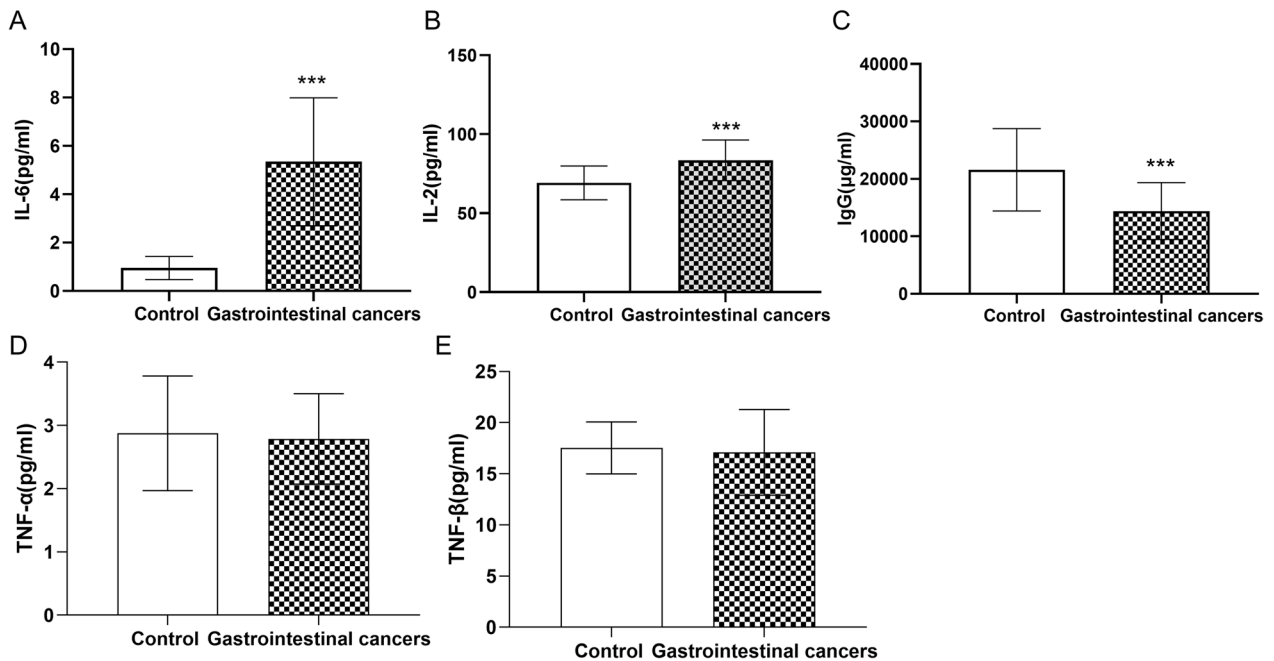 A
IL-6(pg/ml)
10
8
6
4
2
0
***
Control Gastrointestinal cancers
B
IL-2(pg/ml)
150
100
50
0
***
Control Gastrointestinal cancers
C
IgG(μg/ml)
40000
30000
20000
10000
0
***
Control Gastrointestinal cancers
D
TNF-α(pg/ml)
4
3
2
1
0
Control Gastrointestinal cancers
E
TNF-β(pg/ml)
25
20
15
10
5
0
Control Gastrointestinal cancers